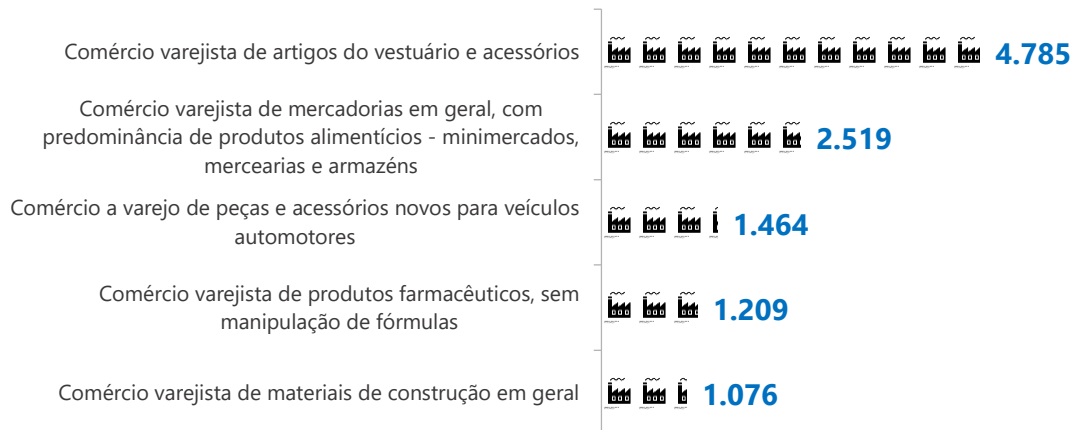 Comércio varejista de artigos do vestuário e acessórios
4.785
Comércio varejista de mercadorias em geral, com
predominância de produtos alimentícios - minimercados,
mercearias e armazéns
2.519
Comércio a varejo de peças e acessórios novos para veículos
automotores
1.464
Comércio varejista de produtos farmacêuticos, sem
manipulação de fórmulas
1.209
Comércio varejista de materiais de construção em geral
1.076